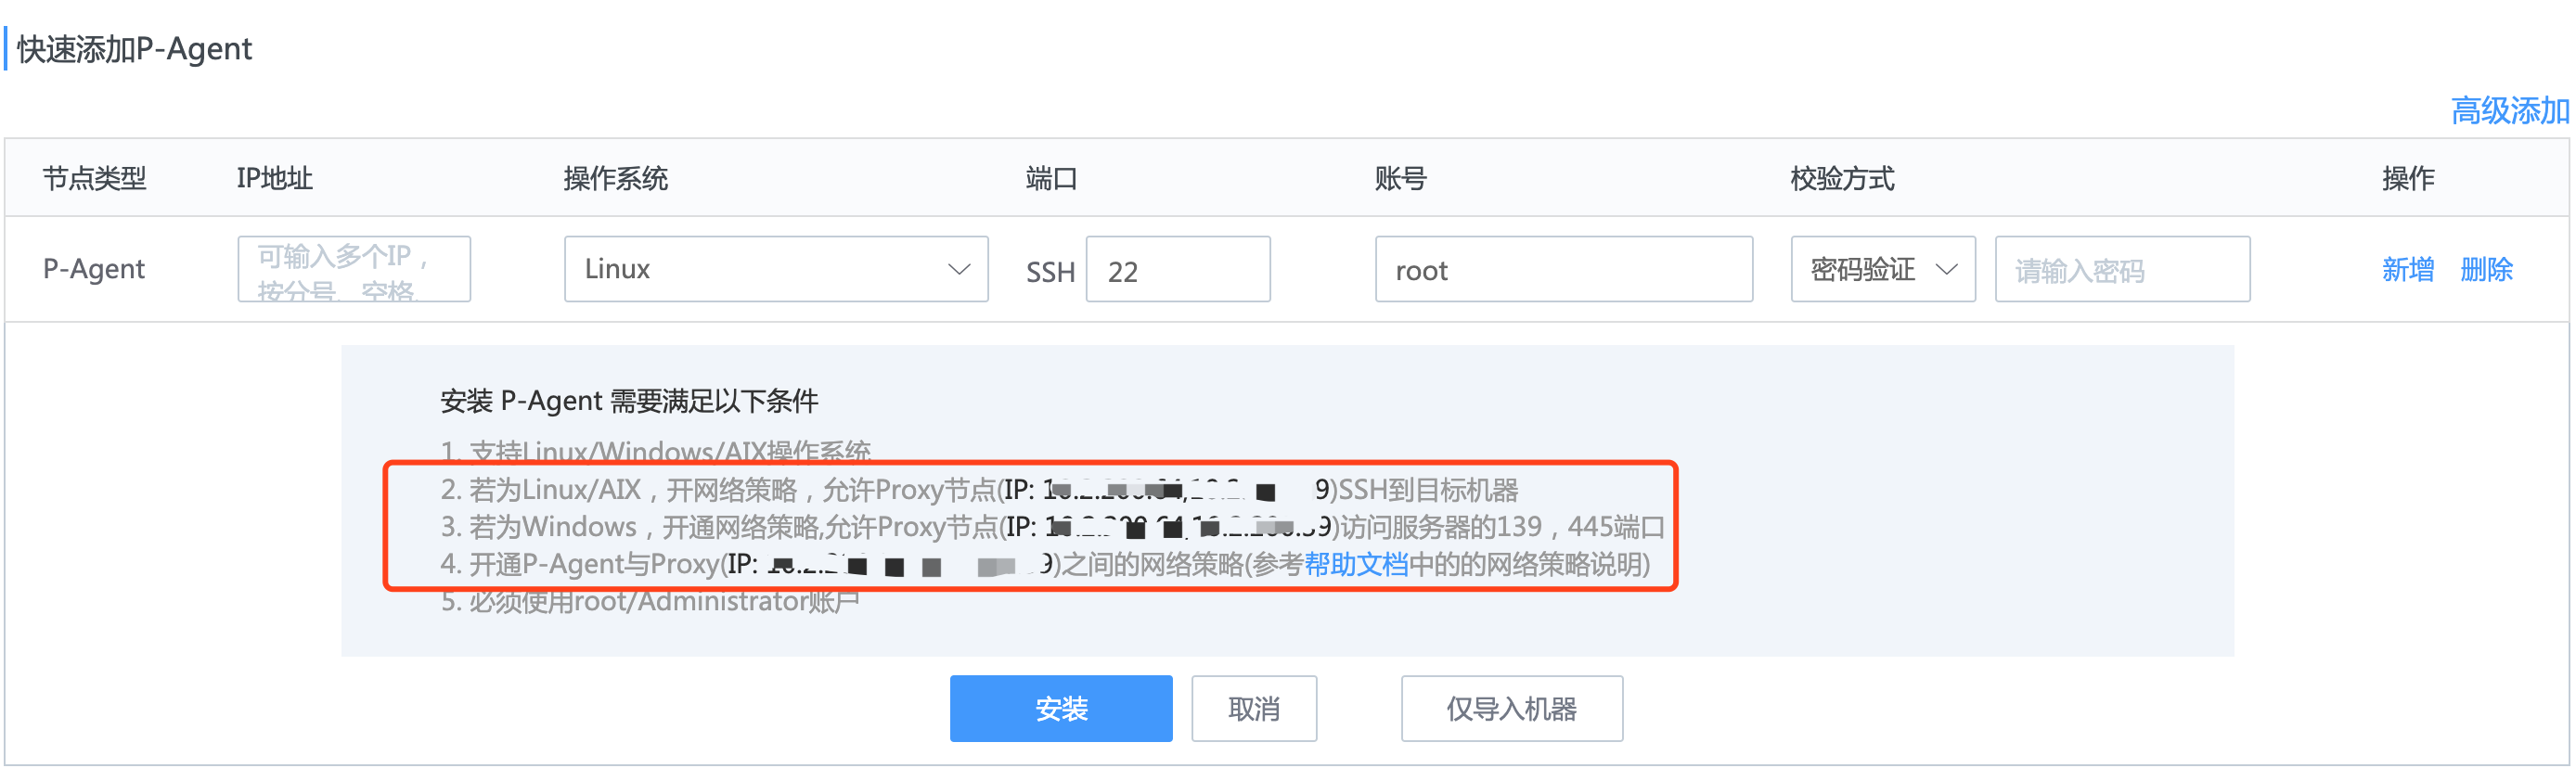 快速添加P-Agent
高级添加
节点类型 IP地址 操作系统 端口 账号 校验方式 操作
P-Agent 可输入多个IP， Linux SSH 22 root 密码验证 请输入密码 新增 删除
按分号、空格、
安装 P-Agent 需要满足以下条件
1. 支持Linux/Windows/AIX操作系统
2. 若为Linux/AIX，开网络策略，允许Proxy节点(IP: 9)SSH到目标机器
3. 若为Windows，开通网络策略,允许Proxy节点(IP: 9)访问服务器的139，445端口
4. 开通P-Agent与Proxy(IP: 9)之间的网络策略(参考帮助文档中的的网络策略说明)
5. 必须使用root/Administrator账户
安装 取消 仅导入机器